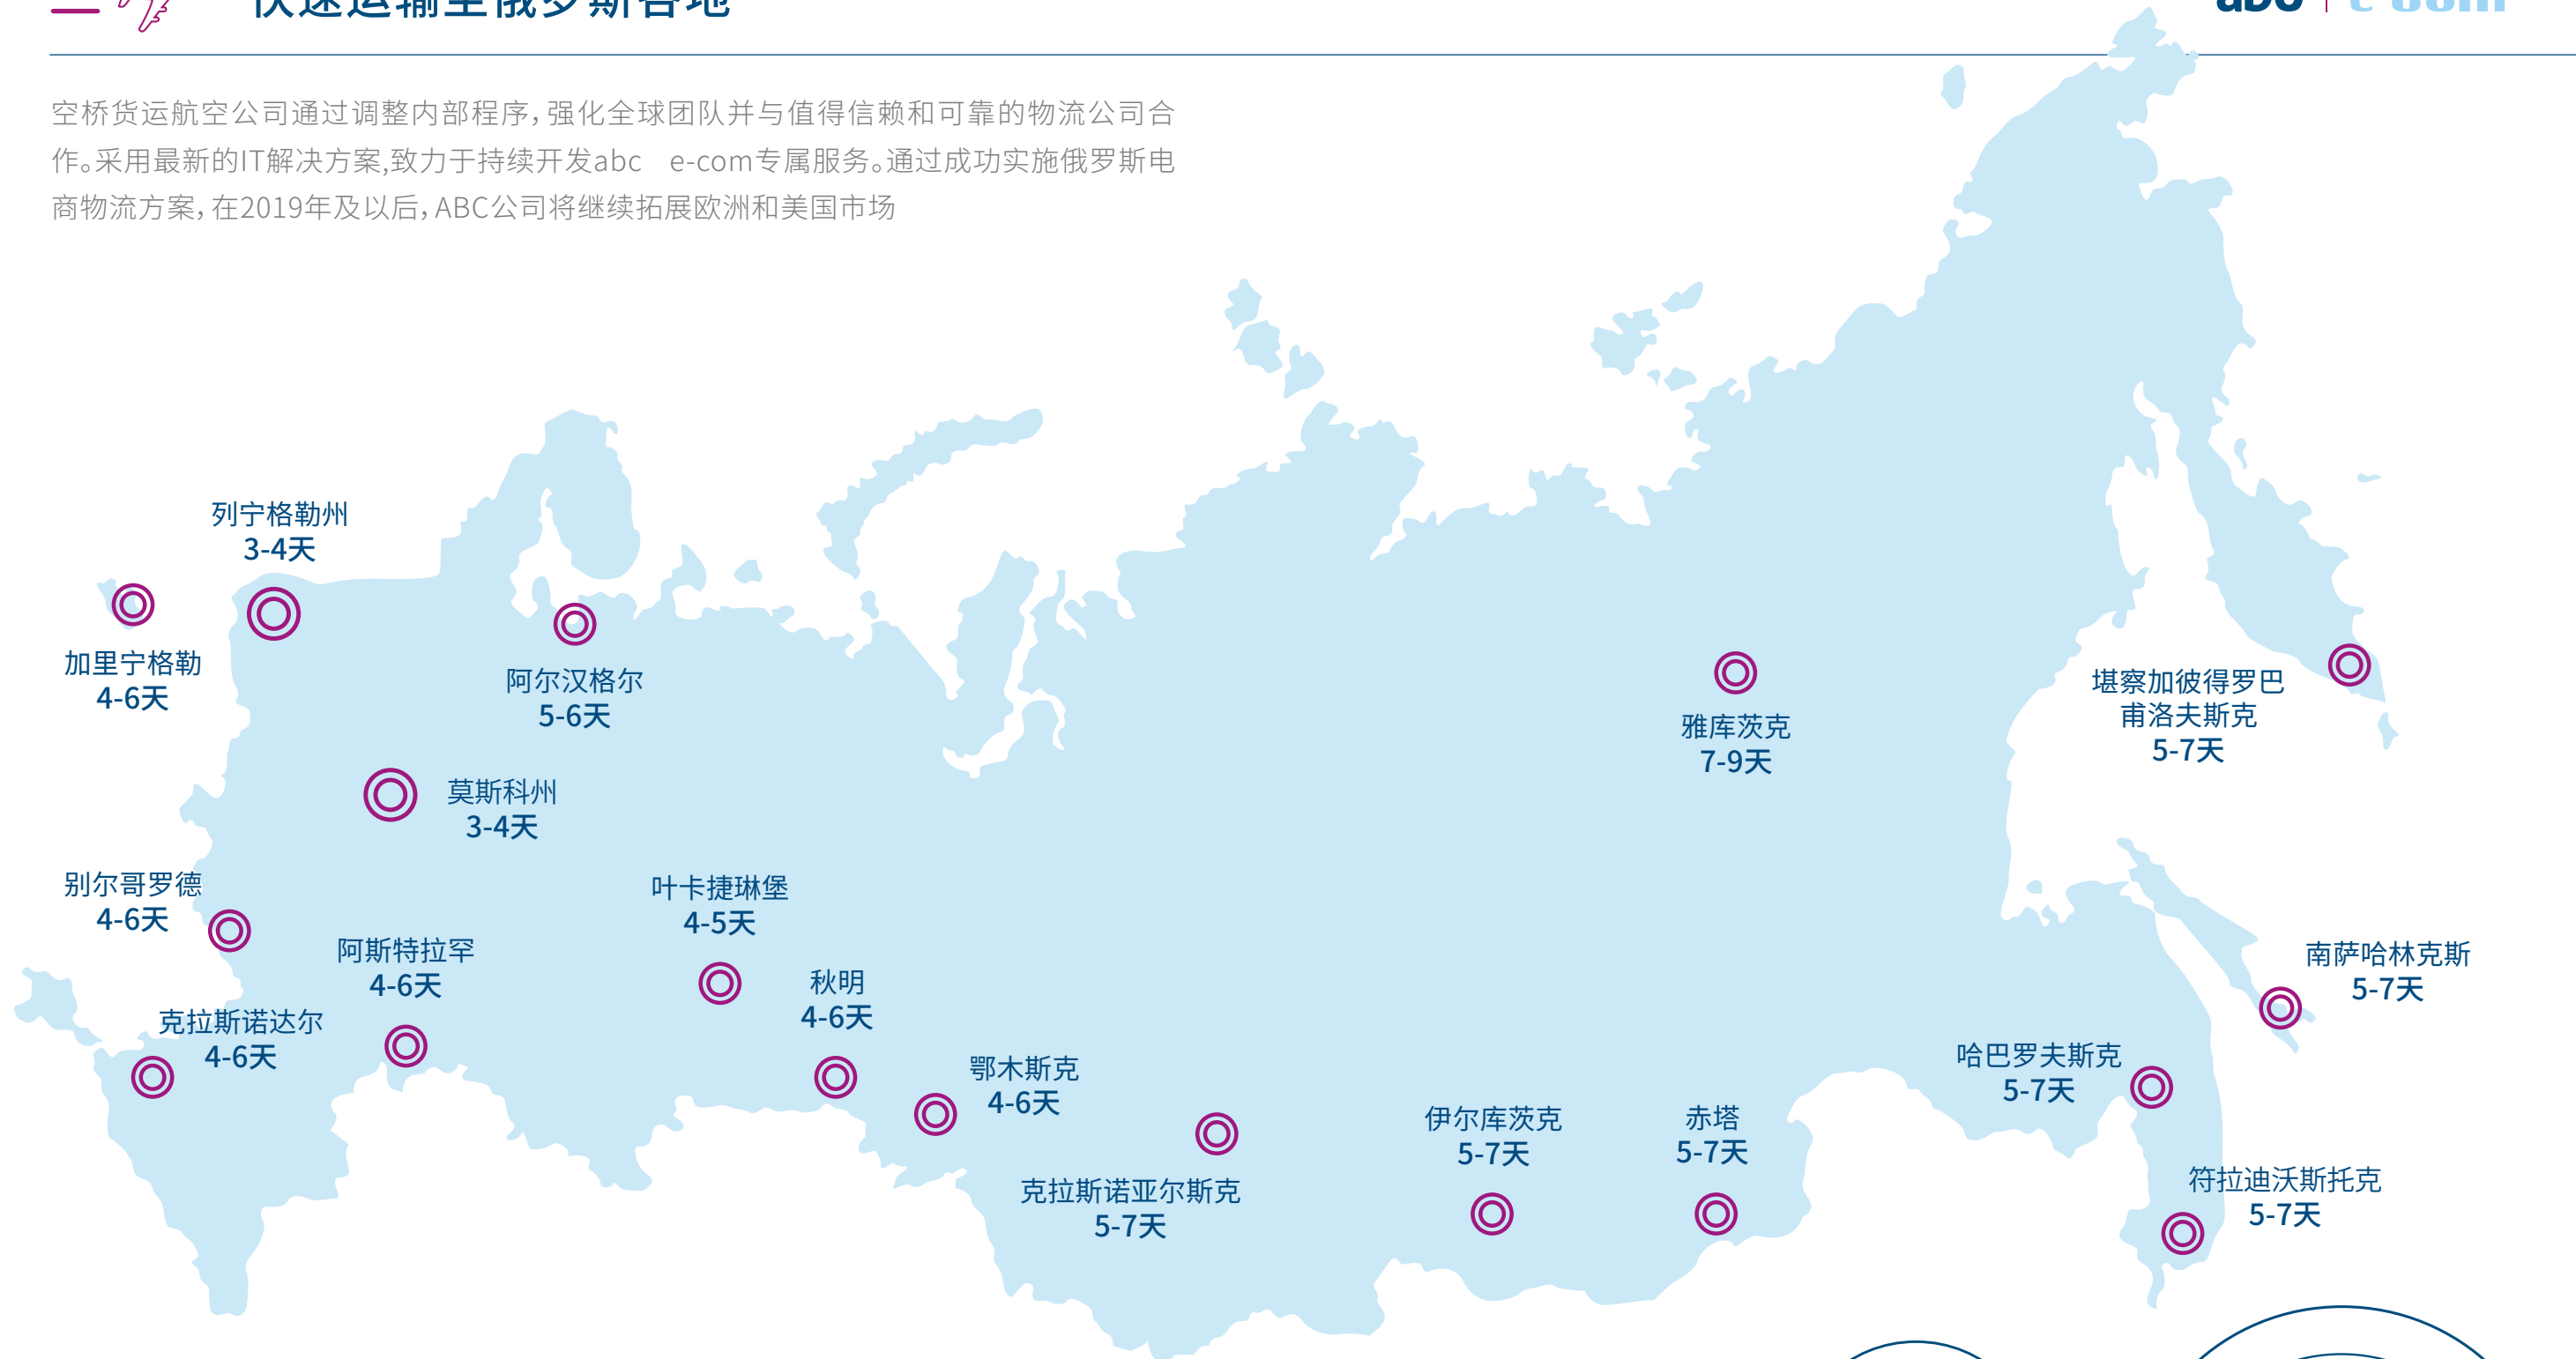 快速运输至俄罗斯各地
abc e-com
空桥货运航空公司通过调整内部程序，强化全球团队并与值得信赖和可靠的物流公司合
作。采用最新的IT解决方案,致力于持续开发abc e-com专属服务。通过成功实施俄罗斯电
商物流方案，在2019年及以后，ABC公司将继续拓展欧洲和美国市场
列宁格勒州
3-4天
加里宁格勒
4-6天
阿尔汉格尔
5-6天
雅库茨克
7-9天
堪察加彼得罗巴
甫洛夫斯克
5-7天
莫斯科州
3-4天
别尔哥罗德
4-6天
叶卡捷琳堡
4-5天
阿斯特拉罕
4-6天
秋明
4-6天
南萨哈林克斯
5-7天
克拉斯诺达尔
4-6天
鄂木斯克
4-6天
哈巴罗夫斯克
5-7天
伊尔库茨克
5-7天
赤塔
5-7天
克拉斯诺亚尔斯克
5-7天
符拉迪沃斯托克
5-7天